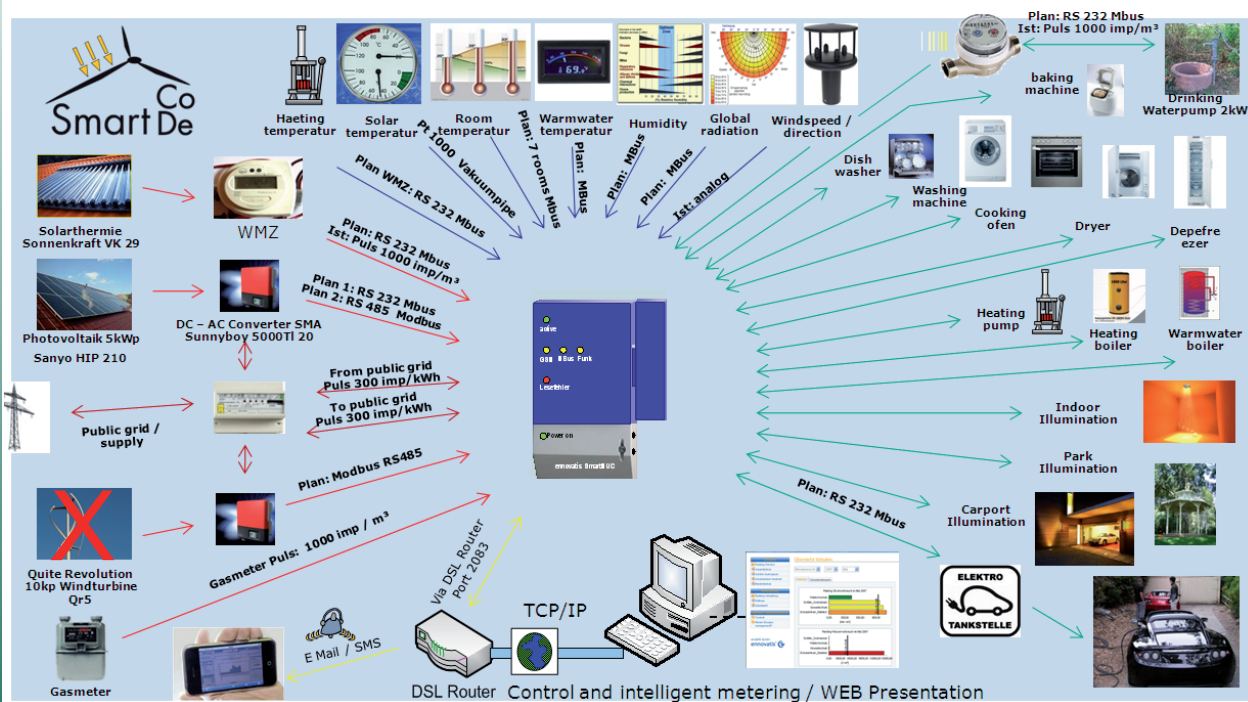 Smart
Co
De
Haeting
temperatur
Solar
temperatur
Room
temperatur
Warmwater
temperatur
Humidity
Global
radiation
Windspeed /
direction
Plan: RS 232 Mbus
Ist: Puls 1000 imp/m³
baking
machine
Drinking
Waterpump 2kW
Plan WMZ: RS 232 Mbus
Pt 1000 Vakuumpipe
Plan: 7 rooms Mbus
Plan: MBus
Plan: MBus
Plan: MBus
Ist: analog
Dish
washer
Washing
machine
Cooking
ofen
Dryer
Depefre
ezer
Solarthermie
Sonnenkraft VK 29
WMZ
Plan: RS 232 Mbus
Ist: Puls 1000 imp/m³
Photovoltaik 5kWp
Sanyo HIP 210
DC – AC Converter SMA
Sunnyboy 5000Tl 20
Plan 1: RS 232 Mbus
Plan 2: RS 485 Modbus
Heating
pump
Heating
boiler
Warmwater
boiler
active
GSM
Funk
Lesefehler
Power on
From public grid
Puls 300 imp/kWh
To public grid
Puls 300 imp/kWh
Public grid /
supply
Indoor
Illumination
Park
Illumination
Carport
Illumination
Plan: RS 232 Mbus
Plan: Modbus RS485
Quite Revolution
10kp Windturbine
Qr5
Gasmeter Puls: 1000 imp / m³
Gasmeter
E Mail / SMS
Via DSL Router
Port 2083
TCP/IP
DSL Router
Control and intelligent metering / WEB Presentation
ennovatis
ELEKTRO
TANKSTELLE